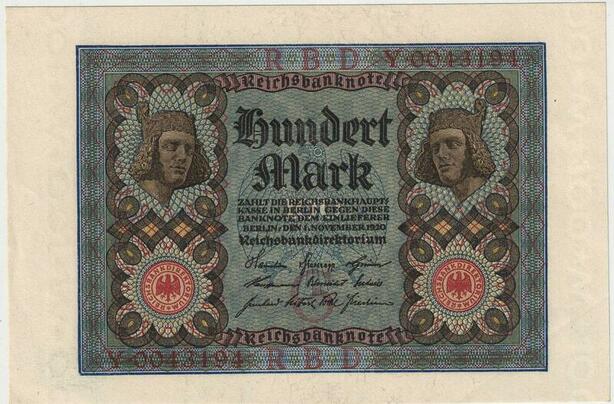 R B D Y·0043194
Reichsbanknote
Hundert
Mark
ZAHLT DIE REICHSBANKHAUPT-
KASSE IN BERLIN GEGEN DIESE
BANKNOTE DEM EINLIEFERER
BERLIN, DEN 1. NOVEMBER 1920
Reichsbankdirektorium
Reichsbanknote
Y·0043194 R B D